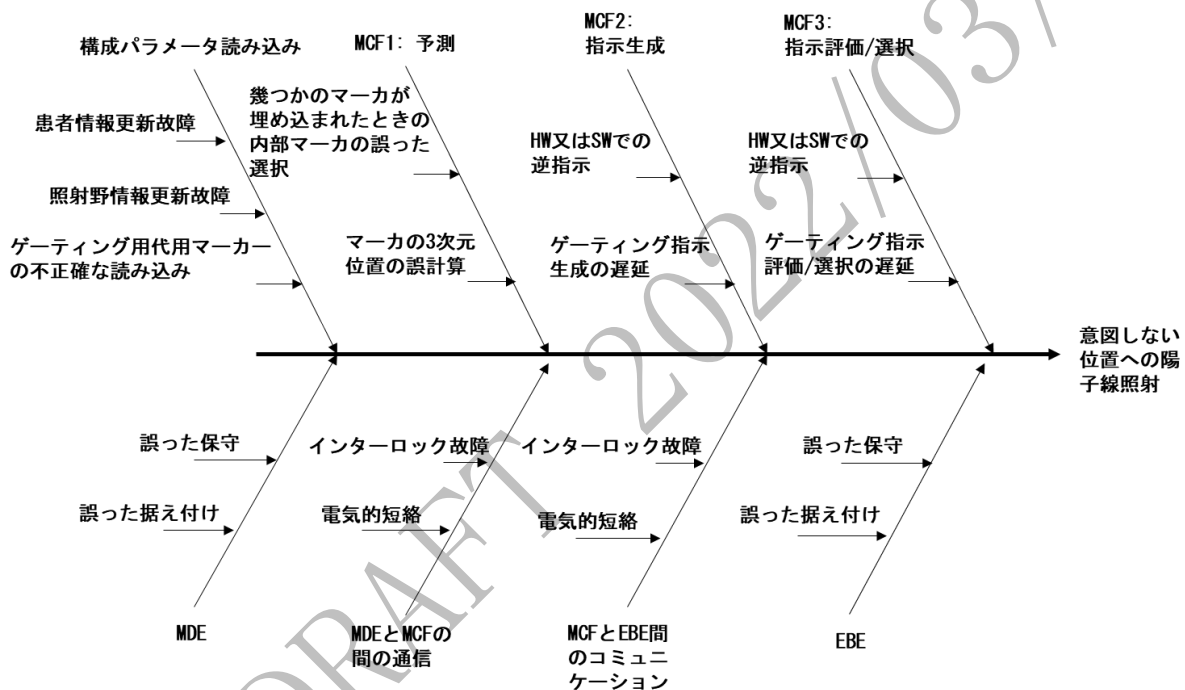 構成パラメータ読み込み
MCF1: 予測
MCF2:
指示生成
MCF3:
指示評価/選択
患者情報更新故障
照射野情報更新故障
ゲーティング用代用マーカー
の不正確な読み込み
幾つかのマーカが
埋め込まれたときの
内部マーカの誤った
選択
マーカの3次元
位置の誤計算
HW又はSWでの
逆指示
ゲーティング指示
生成の遅延
HW又はSWでの
逆指示
ゲーティング指示
評価/選択の遅延
意図しない
位置への陽
子線照射
誤った保守
誤った据え付け
インターロック故障
電気的短絡
インターロック故障
電気的短絡
誤った保守
誤った据え付け
MDE
MDEとMCFの
間の通信
MCFとEBE間
のコミュニ
ケーション
EBE
DRAFT 2022/03/